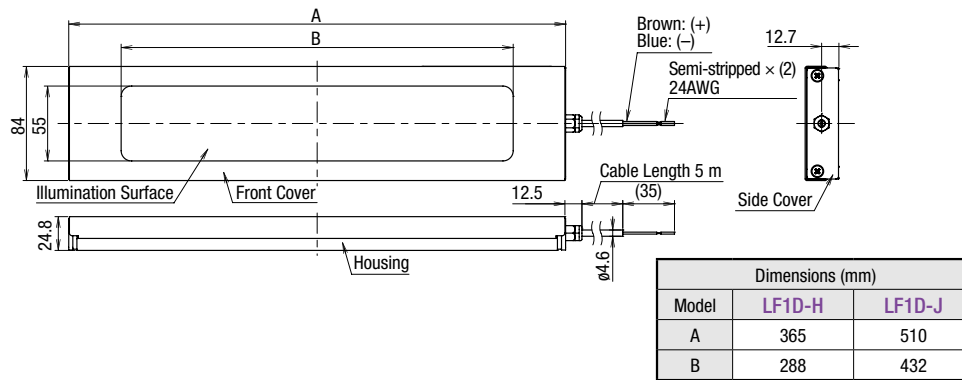 A
B
Brown: (+)
Blue: (–)
12.7
Semi-stripped × (2)
24AWG
84
55
Illumination Surface
Front Cover
12.5
Cable Length 5 m
(35)
Side Cover
24.8
Housing
ø4.6
Dimensions (mm)
Model LF1D-H LF1D-J
A 365 510
B 288 432